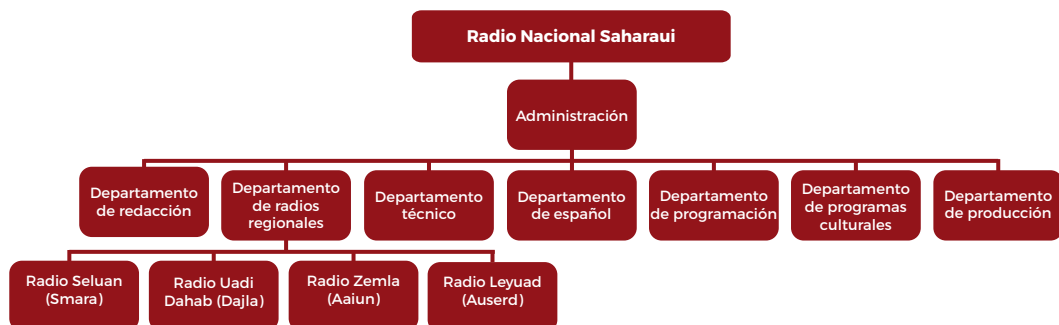 Radio Nacional Saharaui
Administración
Departamento
de redacción
Departamento
de radios
regionales
Departamento
técnico
Departamento
de español
Departamento
de programación
Departamento
de programas
culturales
Departamento
de producción
Radio Seluan
(Smara)
Radio Uadi
Dahab (Dajla)
Radio Zemla
(Aaiun)
Radio Leyuad
(Auserd)